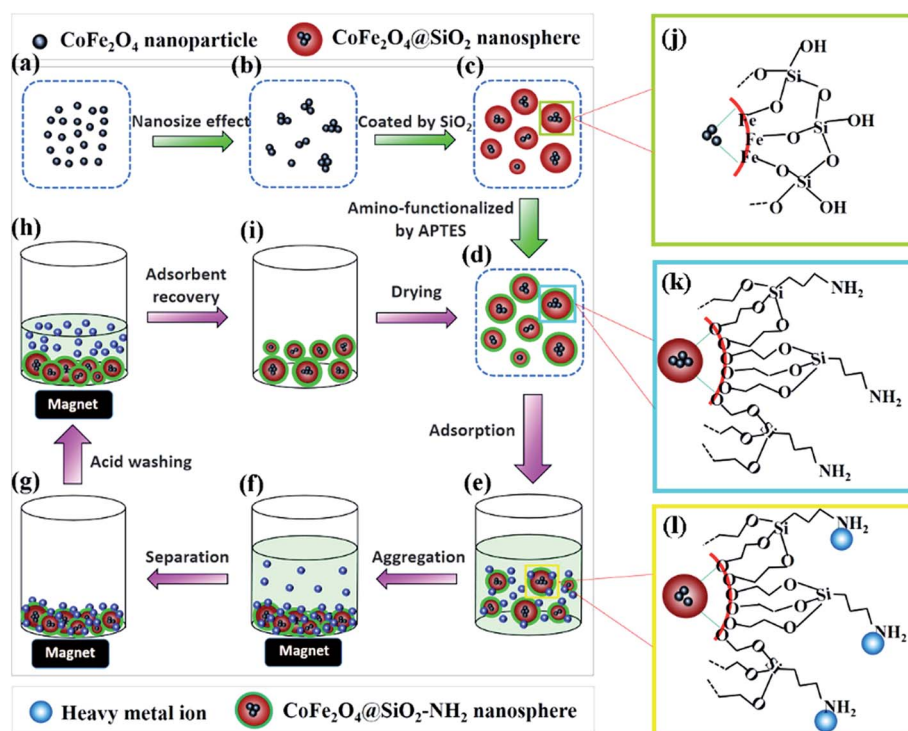 CoFe₂O₄ nanoparticle
CoFe₂O₄@SiO₂ nanosphere
(a)
(b)
(c)
Nanosize effect
Coated by SiO₂
Amino-functionalized
by APTES
(h)
(i)
(d)
Adsorbent
recovery
Drying
Magnet
Acid washing
Adsorption
(g)
(f)
(e)
Separation
Aggregation
Magnet
Magnet
Heavy metal ion
CoFe₂O₄@SiO₂-NH₂ nanosphere
(j)
OH
O
Si
O
O
Fe
Si
OH
Fe
O
Fe
O
O
Si
O
OH
(k)
O
O
Si
NH₂
O
O
O
O
O
O
Si
O
O
O
O
NH₂
O
O
O
Si
O
NH₂
(l)
O
O
Si
NH₂
O
O
O
O
O
O
Si
O
O
O
O
NH₂
O
O
O
Si
O
NH₂